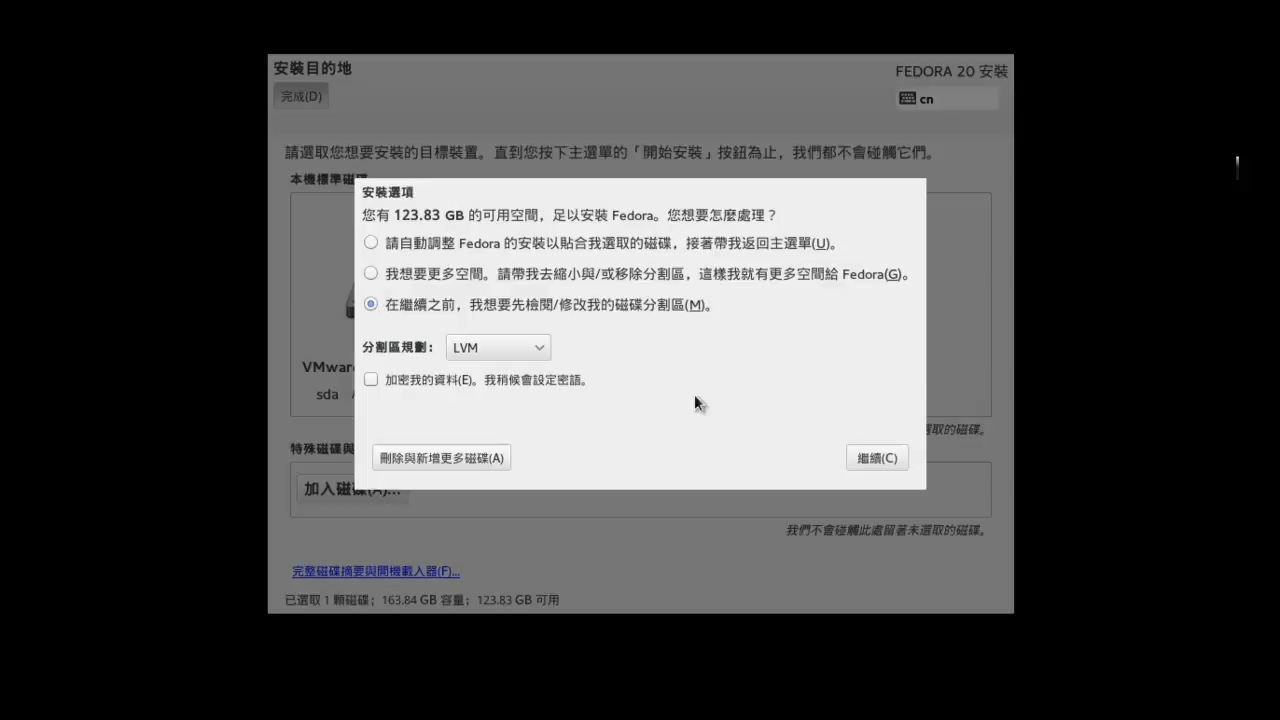 安裝目的地
FEDORA 20 安裝
完成(D)
cn
請選取您想要安裝的目標裝置。直到您按下主選單的「開始安裝」按鈕為止，我們都不會碰觸它們。
本機標準磁碟
安裝選項
您有 123.83 GB 的可用空間，足以安裝 Fedora。您想要怎麼處理？
請自動調整 Fedora 的安裝以貼合我選取的磁碟，接著帶我返回主選單(U)。
我想要更多空間。請帶我去縮小與/或移除分割區，這樣我就有更多空間給 Fedora(G)。
在繼續之前，我想要先檢閱/修改我的磁碟分割區(M)。
分割區規劃：
LVM
VMwar
加密我的資料(E)。我稍候會設定密語。
sda
選取的磁碟。
特殊磁碟與
刪除與新增更多磁碟(A)
繼續(C)
加入磁碟(A)...
我們不會碰觸此處留著未選取的磁碟。
完整磁碟摘要與開機載入器(F)...
已選取 1 顆磁碟；163.84 GB 容量；123.83 GB 可用